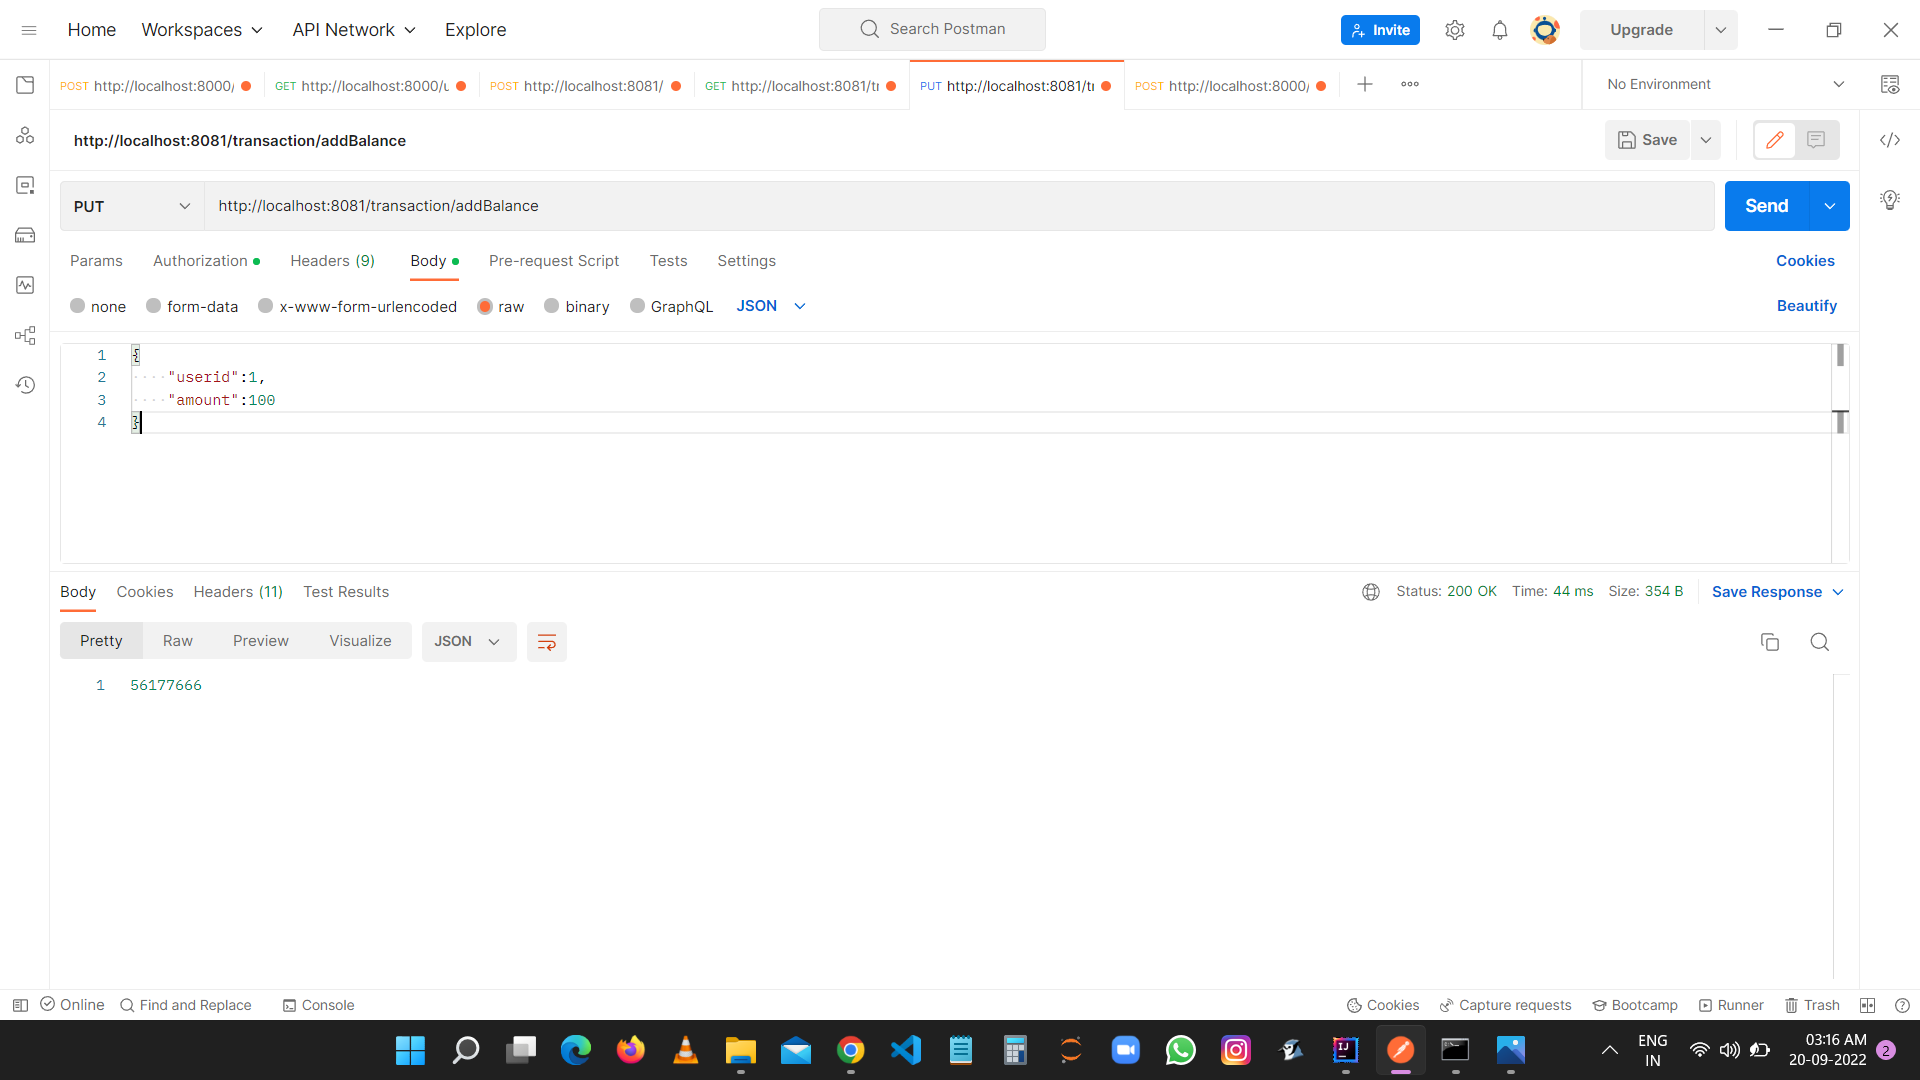 Home Workspaces API Network Explore Search Postman Invite Upgrade
POST http://localhost:8000/ GET http://localhost:8000/u POST http://localhost:8081/ GET http://localhost:8081/tr PUT http://localhost:8081/tr POST http://localhost:8000/ No Environment
http://localhost:8081/transaction/addBalance Save
PUT http://localhost:8081/transaction/addBalance Send
Params Authorization Headers (9) Body Pre-request Script Tests Settings Cookies
none form-data x-www-form-urlencoded raw binary GraphQL JSON Beautify
1 {
2 "userid":1,
3 "amount":100
4 }
Body Cookies Headers (11) Test Results Status: 200 OK Time: 44 ms Size: 354 B Save Response
Pretty Raw Preview Visualize JSON
1 56177666
Online Find and Replace Console Cookies Capture requests Bootcamp Runner Trash
ENG 03:16 AM
IN 20-09-2022 2